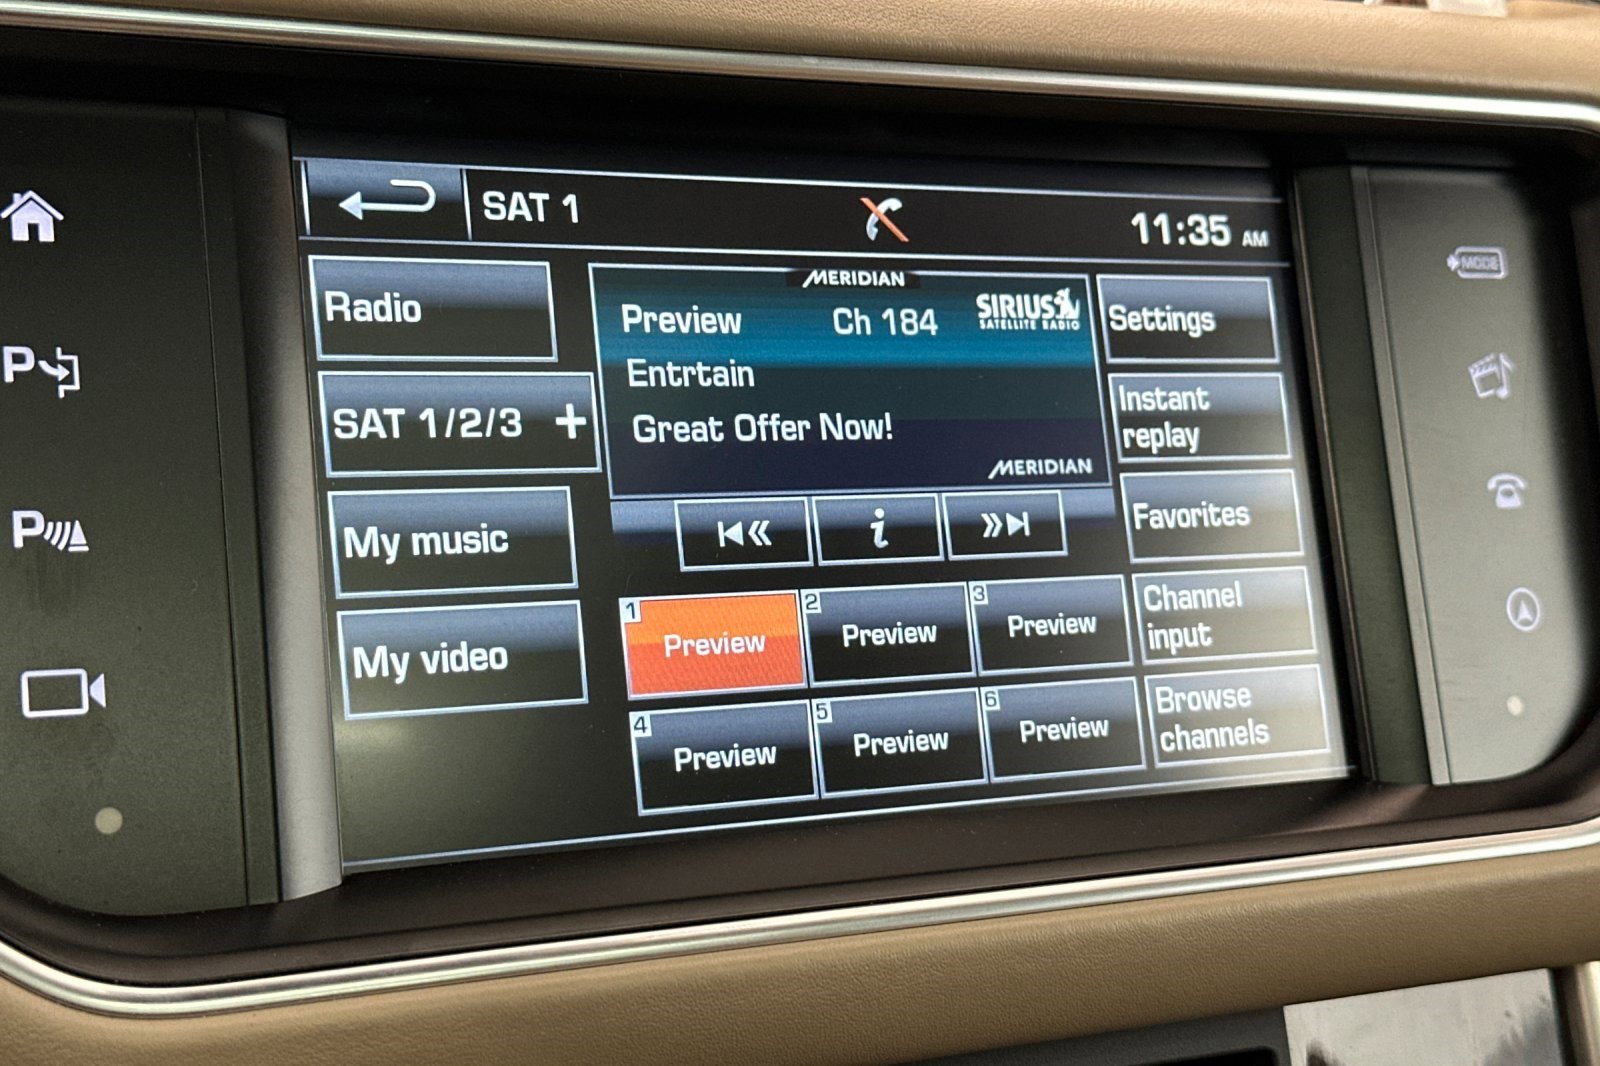 SAT 1
11:35 AM
Radio
SAT 1/2/3 +
My music
My video
MERIDIAN
Preview Ch 184
SIRIUS
SATELLITE RADIO
Entrtain
Great Offer Now!
MERIDIAN
i
1 Preview
2 Preview
3 Preview
4 Preview
5 Preview
6 Preview
Settings
Instant
replay
Favorites
Channel
input
Browse
channels
P
P
MODE